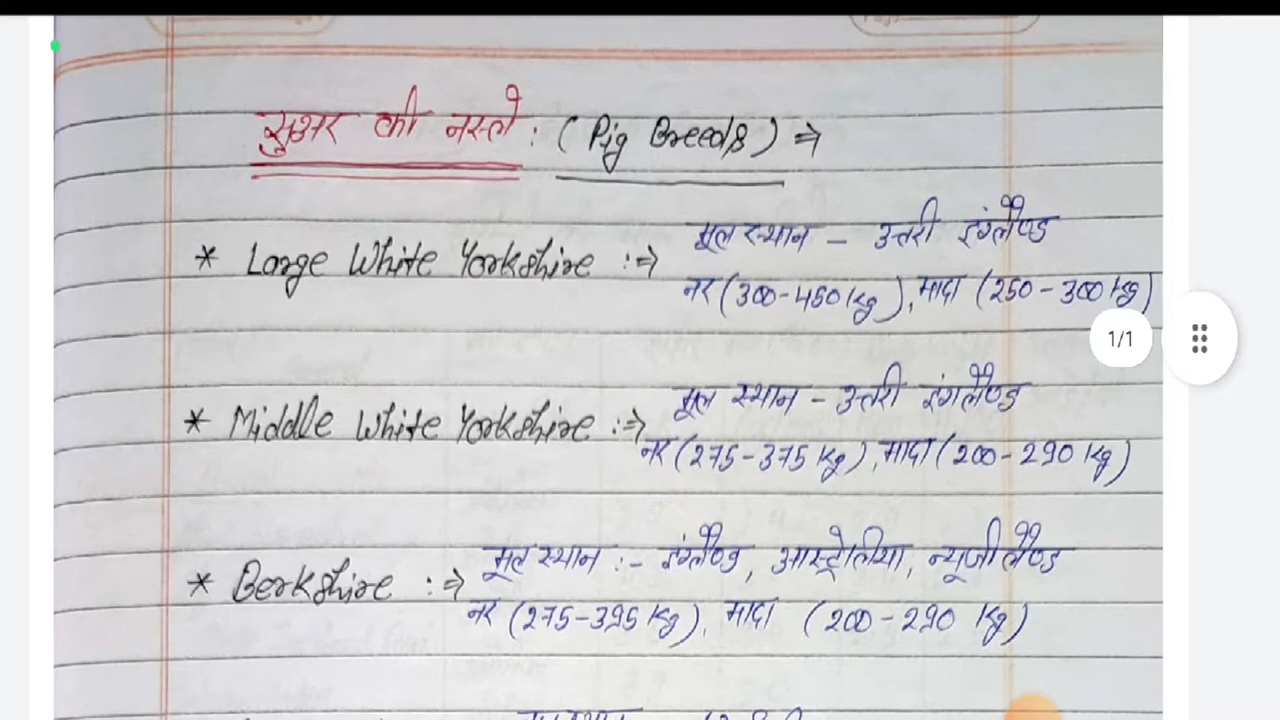 सुअर की नस्ले : (Pig Breeds) ⇒
* Large White Yorkshire :⇒ मूल स्थान - उत्तरी इंग्लैण्ड
नर (300-450 Kg), मादा (250-300 Kg)
1/1
* Middle White Yorkshire :⇒ मूल स्थान - उत्तरी इंगलैण्ड
नर (275-375 Kg), मादा (200-290 Kg)
* Berkshire :⇒ मूल स्थान :- इंग्लैण्ड, आस्ट्रेलिया, न्यूजीलैण्ड
नर (275-395 Kg), मादा (200-290 Kg)